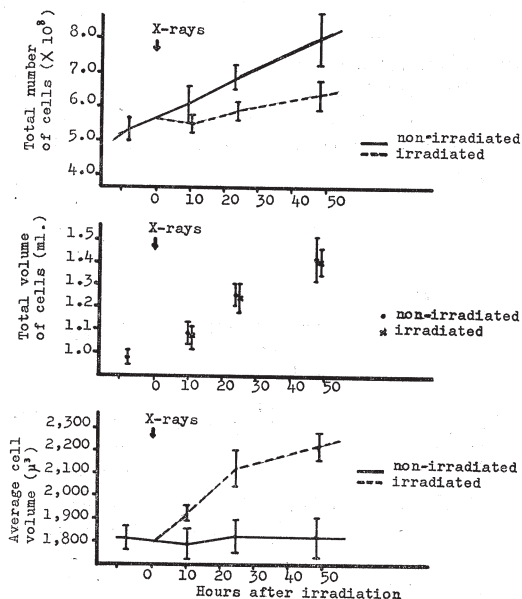 Total number
of cells (X 10⁸)
8.0
7.0
6.0
5.0
4.0
X-rays
non-irradiated
irradiated
0 10 20 30 40 50
Total volume
of cells (ml.)
1.5
1.4
1.3
1.2
1.1
1.0
X-rays
non-irradiated
irradiated
0 10 20 30 40 50
Average cell
volume (μ³)
2,300
2,200
2,100
2,000
1,900
1,800
X-rays
non-irradiated
irradiated
0 10 20 30 40 50
Hours after irradiation